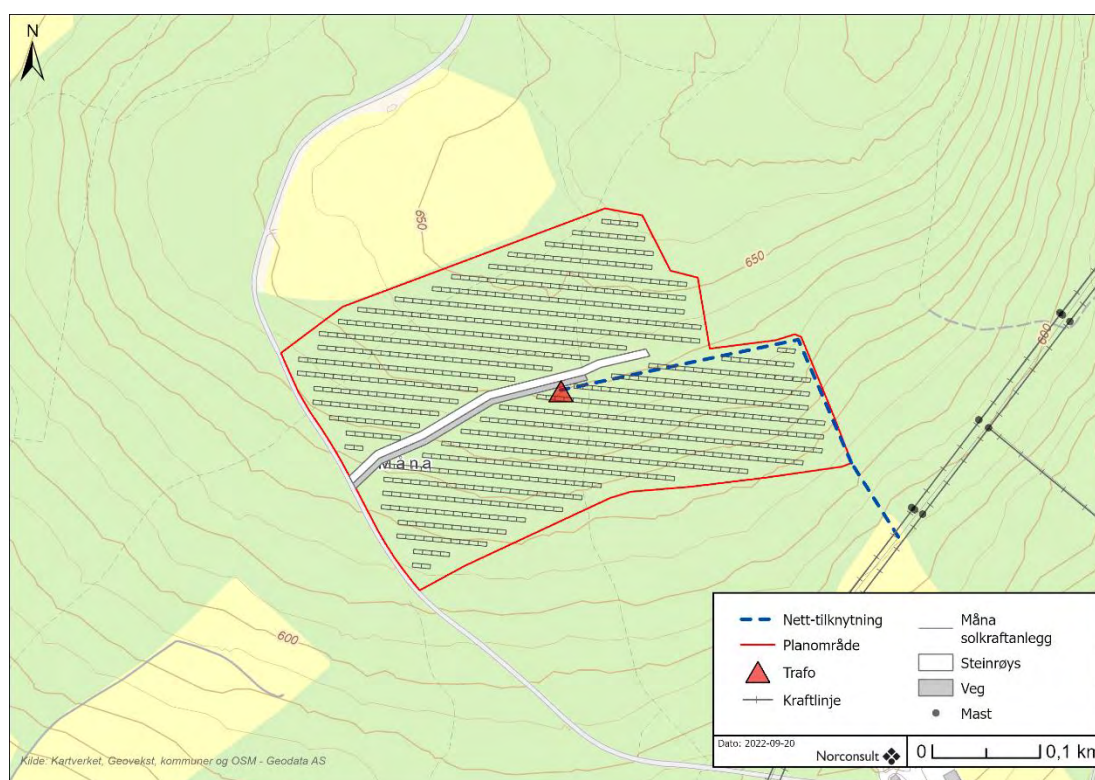 N
650
650
600
Måna
600
Nett-tilknytning
Planområde
Trafo
Kraftlinje
Måna
solkraftanlegg
Steinrøys
Veg
Mast
Dato: 2022-09-20
Norconsult
0 0,1 km
Kilde: Kartverket, Geovekst, kommuner og OSM - Geodata AS